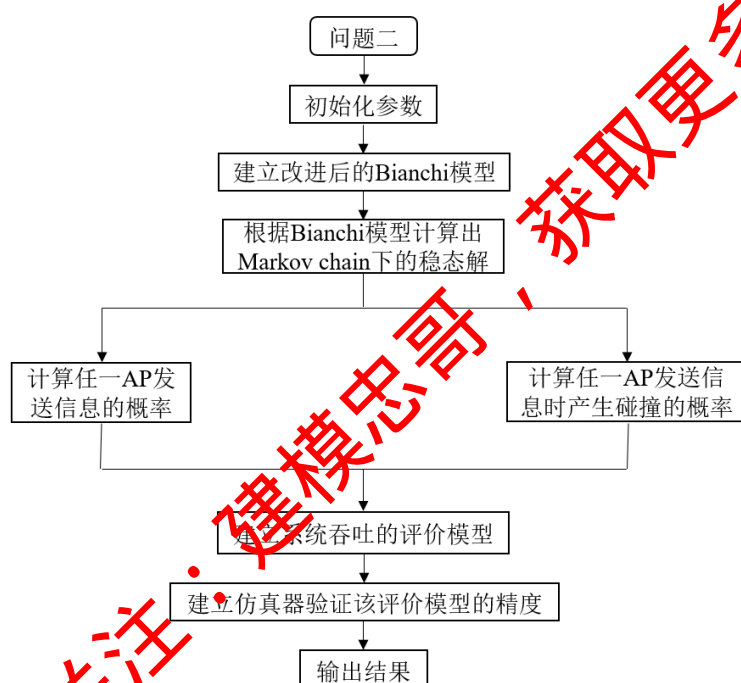 问题二
初始化参数
建立改进后的Bianchi模型
根据Bianchi模型计算出
Markov chain下的稳态解
计算任一AP发
送信息的概率
计算任一AP发送信
息时产生碰撞的概率
建立系统吞吐的评价模型
建立仿真器验证该评价模型的精度
输出结果
注：建模忠哥，获取更多